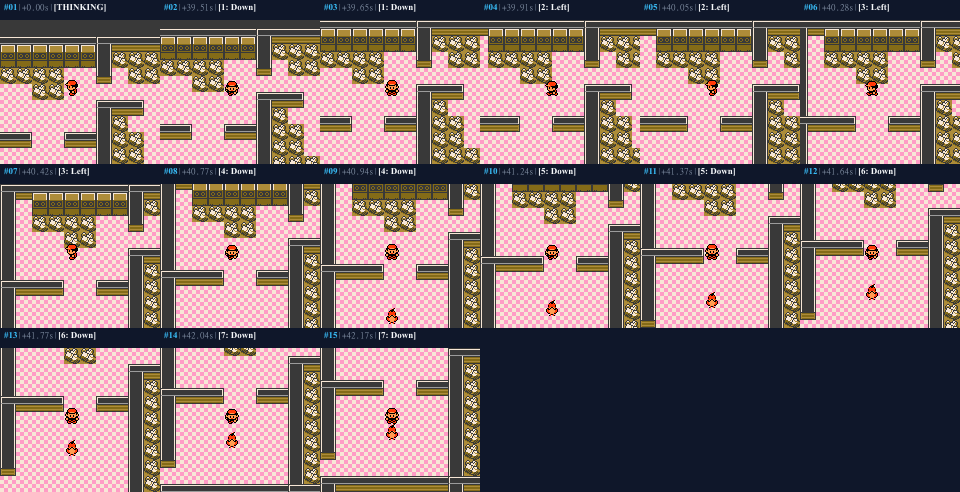 #01|+0.00s|[THINKING]
#02|+39.51s|[1: Down]
#03|+39.65s|[1: Down]
#04|+39.91s|[2: Left]
#05|+40.05s|[2: Left]
#06|+40.28s|[3: Left]
#07|+40.42s|[3: Left]
#08|+40.77s|[4: Down]
#09|+40.94s|[4: Down]
#10|+41.24s|[5: Down]
#11|+41.37s|[5: Down]
#12|+41.64s|[6: Down]
#13|+41.77s|[6: Down]
#14|+42.04s|[7: Down]
#15|+42.17s|[7: Down]